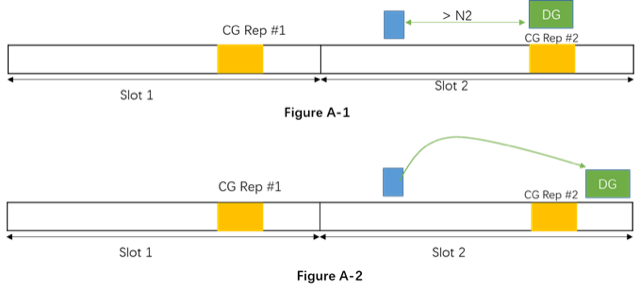 > N2
DG
CG Rep #1
CG Rep #2
Slot 1
Slot 2
Figure A-1
DG
CG Rep #1
CG Rep #2
Slot 1
Slot 2
Figure A-2